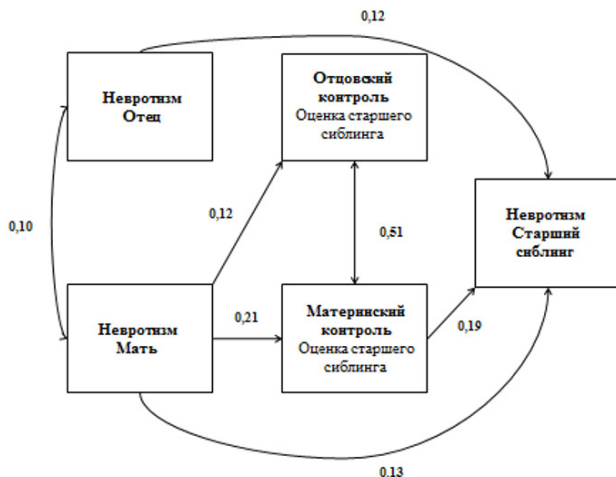 0,12
Невротизм
Отец
Отцовский
контроль
Оценка старшего
сиблинга
Невротизм
Старший
сиблинг
0,10
0,12
0,51
Невротизм
Мать
0,21
Материнский
контроль
Оценка старшего
сиблинга
0,19
0,13